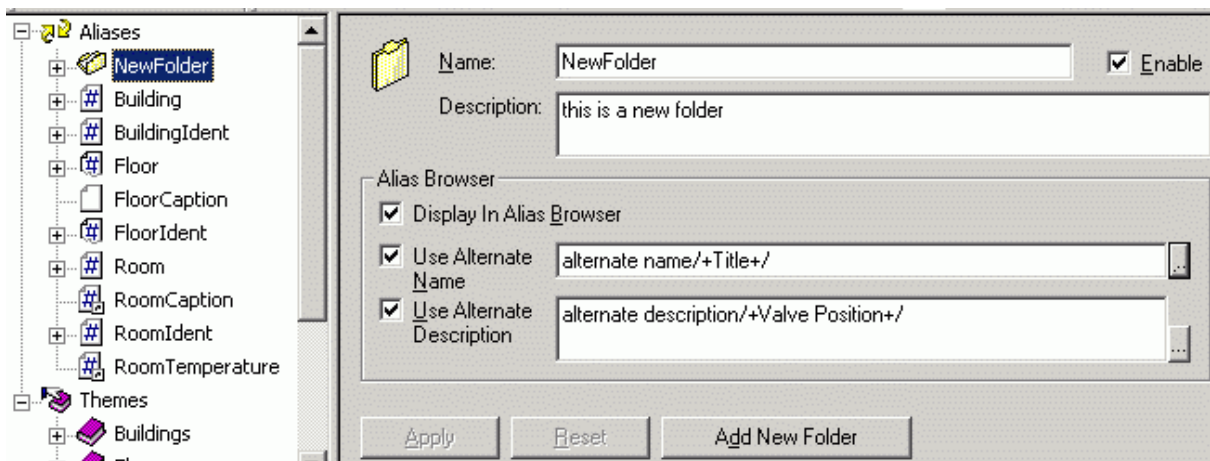 Aliases
NewFolder
Building
BuildingIdent
Floor
FloorCaption
FloorIdent
Room
RoomCaption
RoomIdent
RoomTemperature
Themes
Buildings
Name:
NewFolder
Enable
Description:
this is a new folder
Alias Browser
Display In Alias Browser
Use Alternate
Name
alternate name/+Title+/
...
Use Alternate
Description
alternate description/+Valve Position+/
...
Apply
Reset
Add New Folder